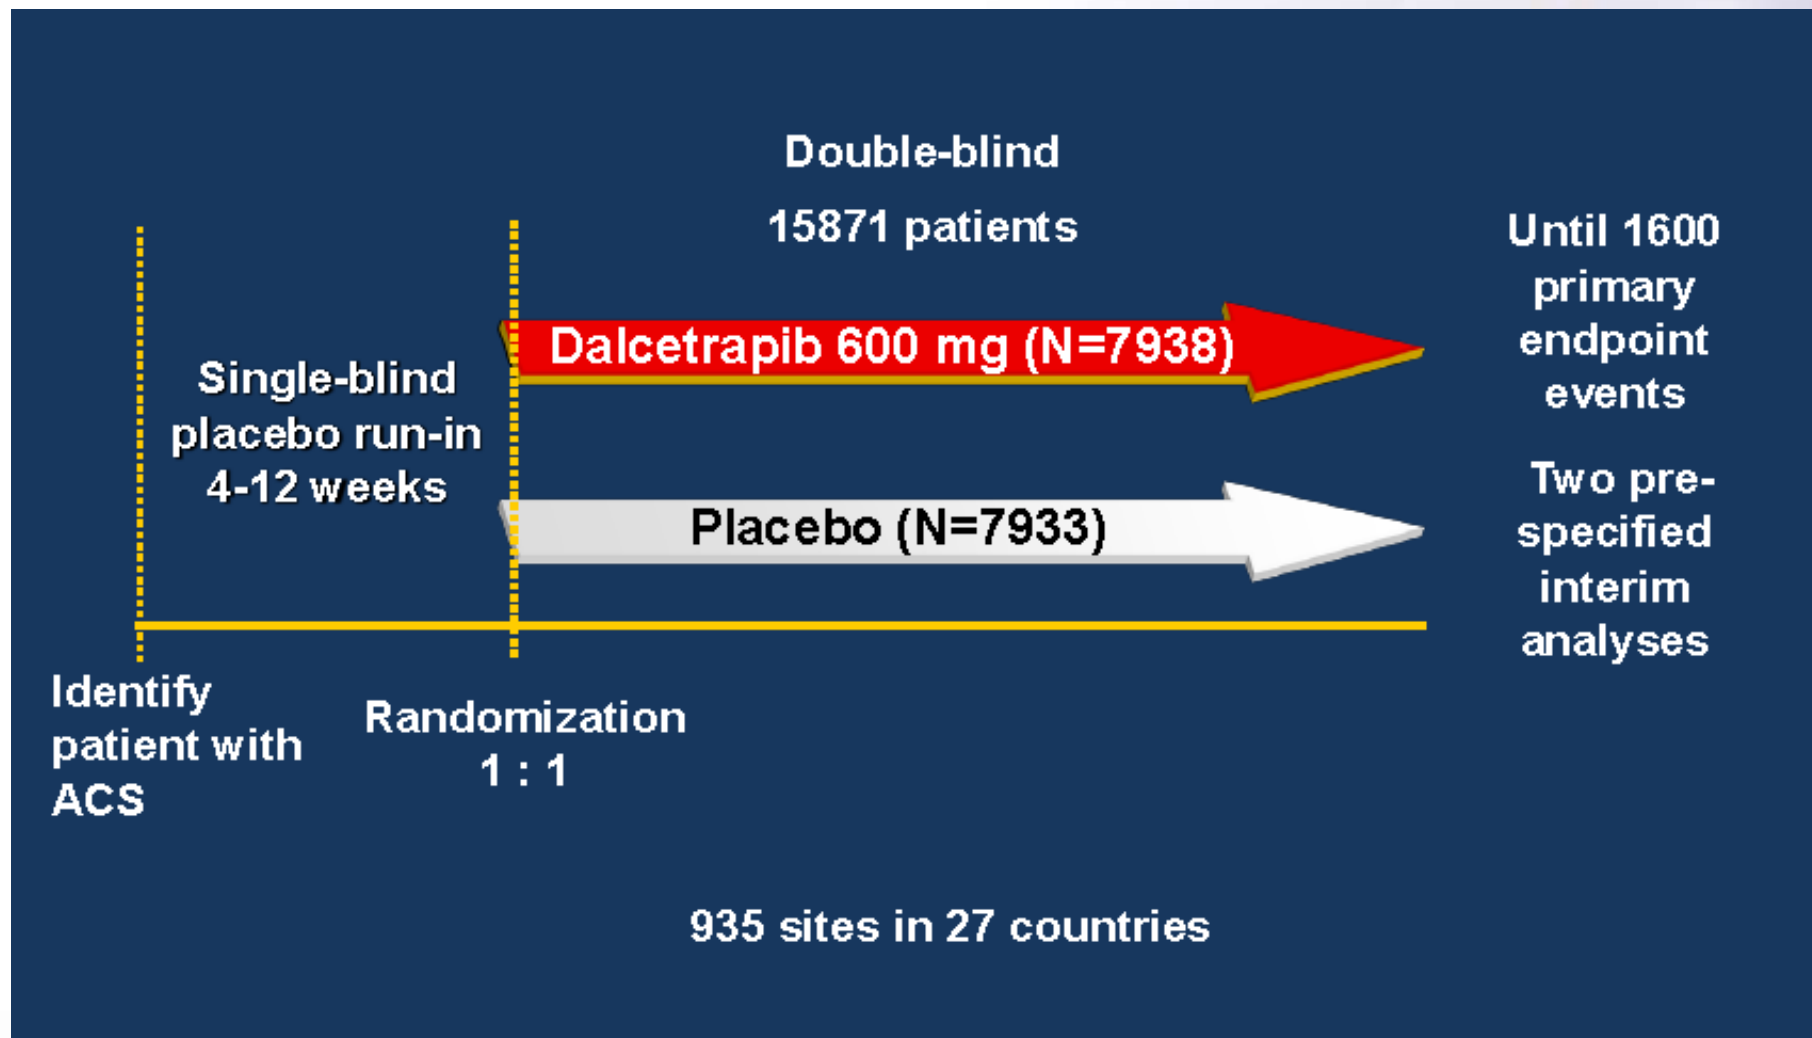 Double-blind
15871 patients
Until 1600
primary
endpoint
events
Dalcetrapib 600 mg (N=7938)
Single-blind
placebo run-in
4-12 weeks
Placebo (N=7933)
Two pre-
specified
interim
analyses
Identify
patient with
ACS
Randomization
1 : 1
935 sites in 27 countries